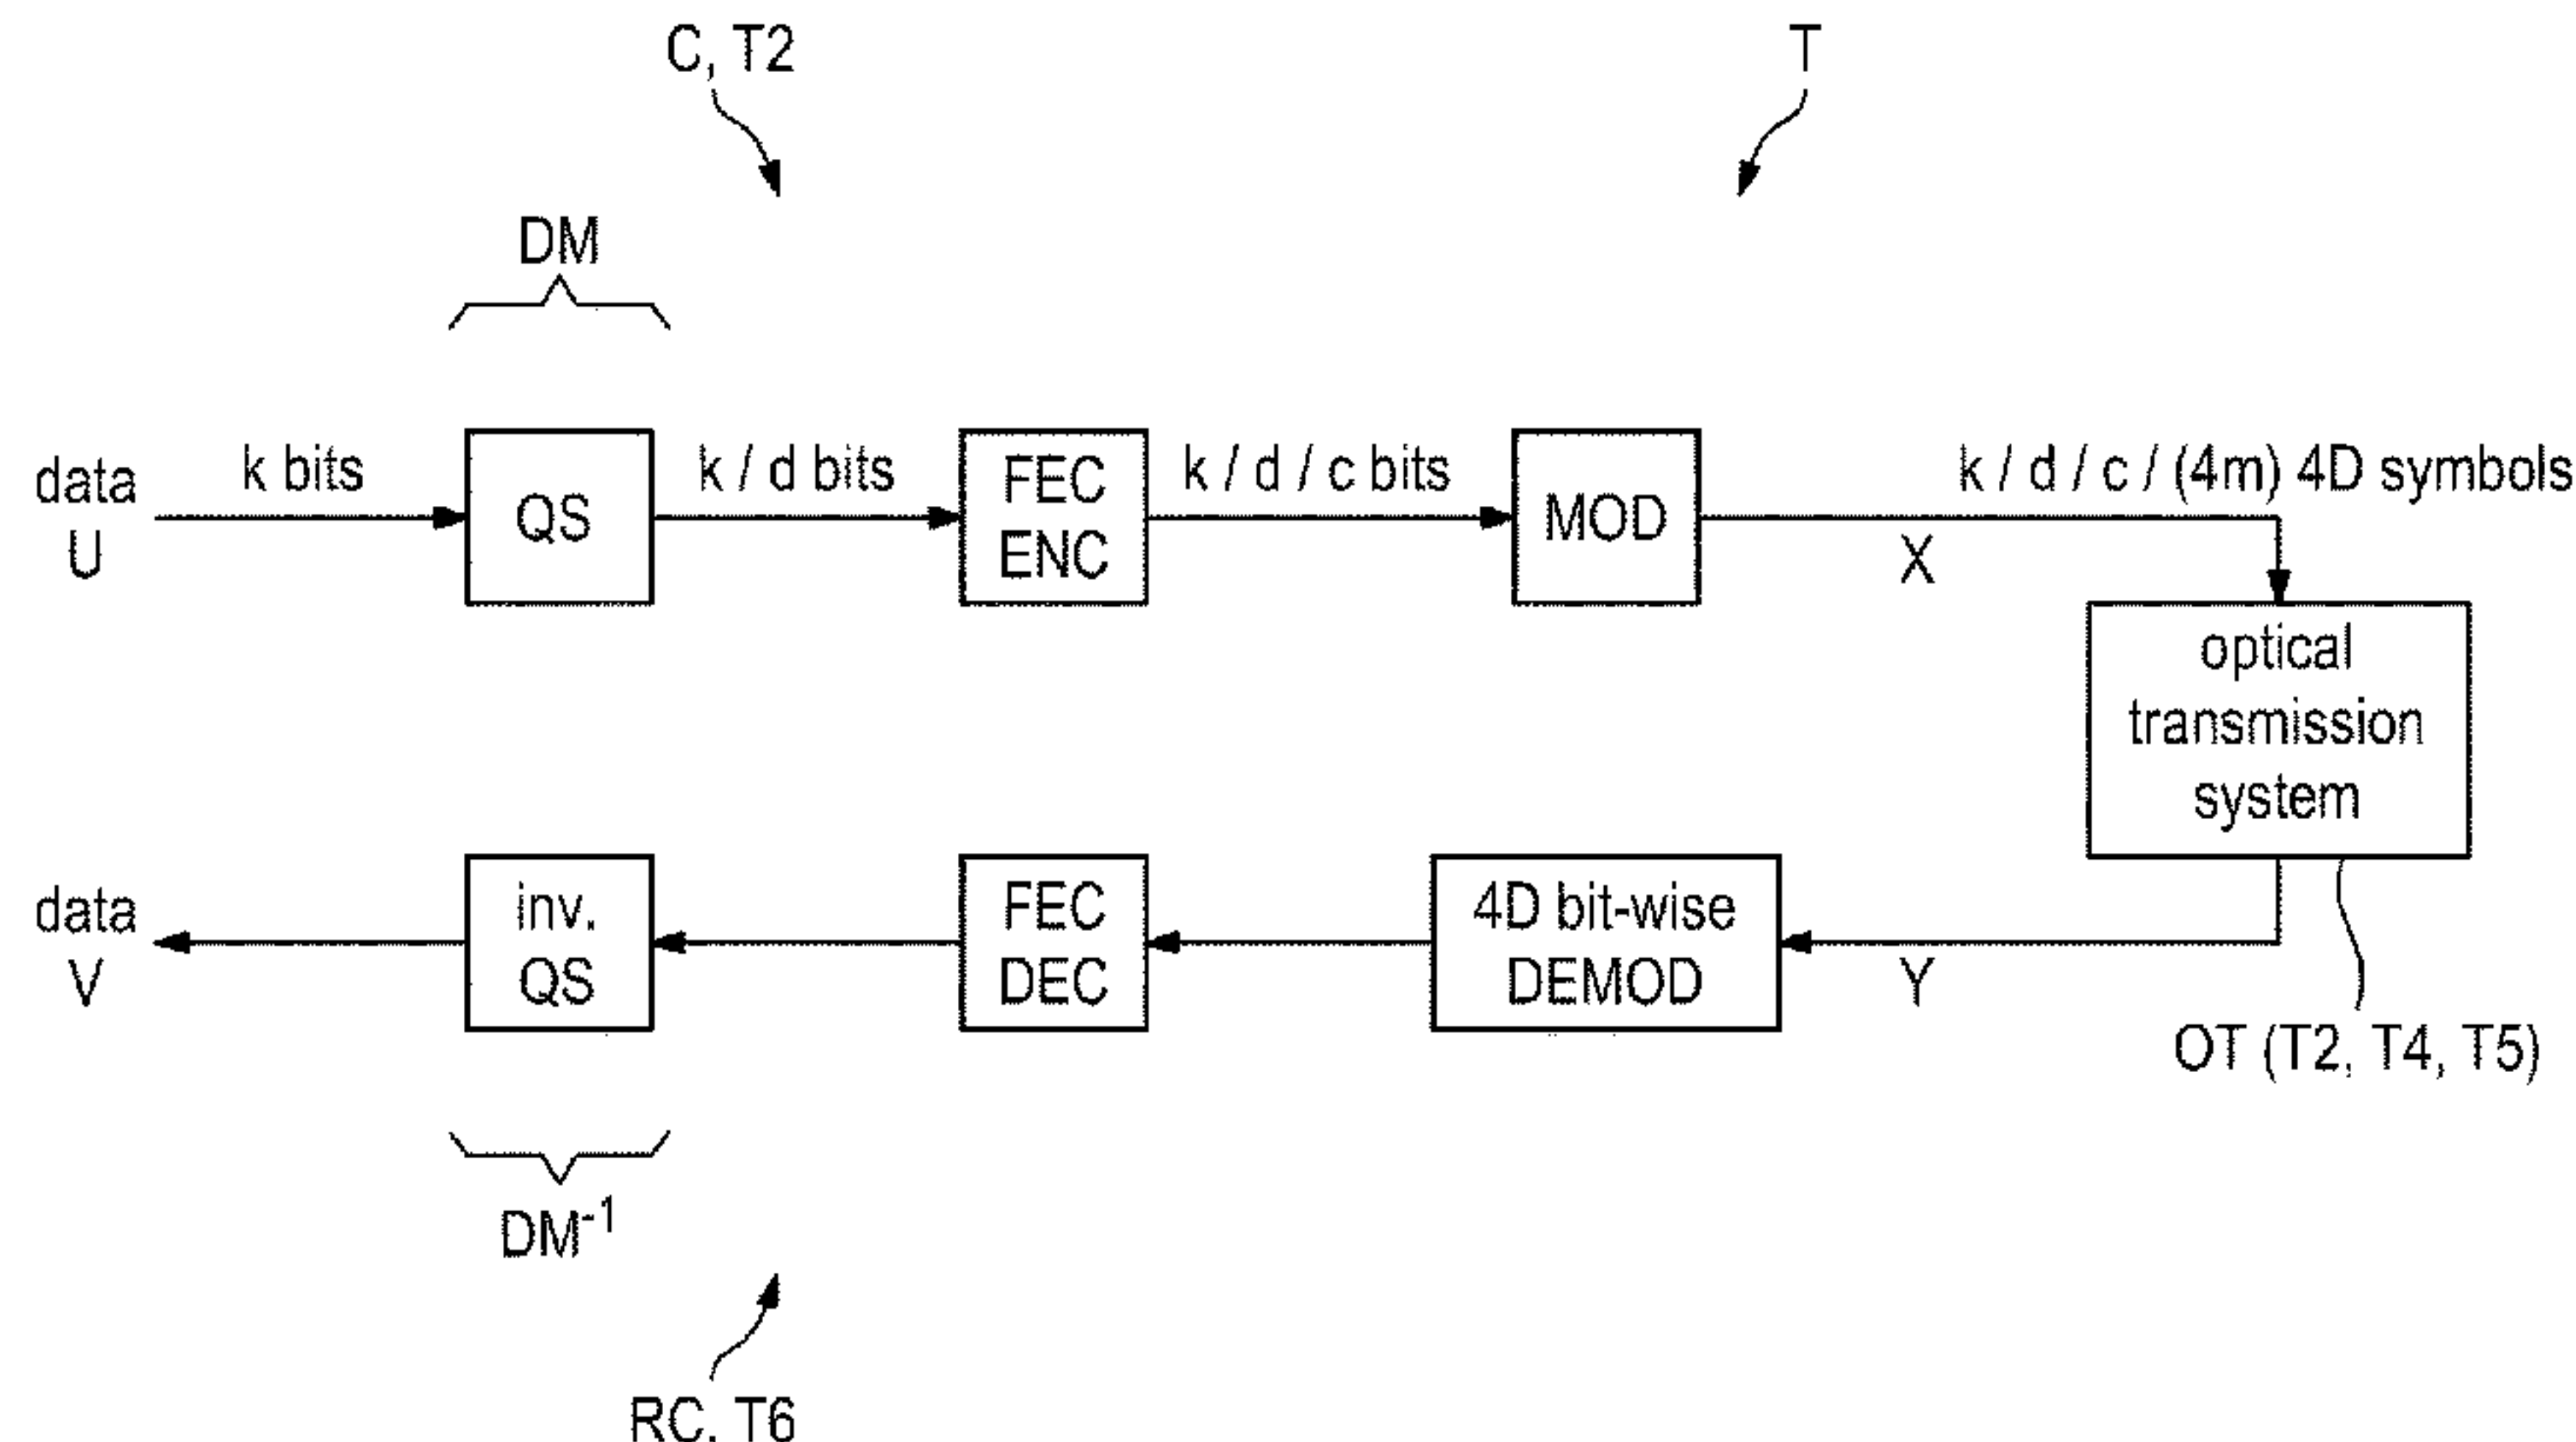 C, T2
T
DM
data
U
k bits
QS
k / d bits
FEC
ENC
k / d / c bits
MOD
k / d / c / (4m) 4D symbols
X
optical
transmission
system
data
V
inv.
QS
FEC
DEC
4D bit-wise
DEMOD
Y
OT (T2, T4, T5)
DM⁻¹
RC, T6